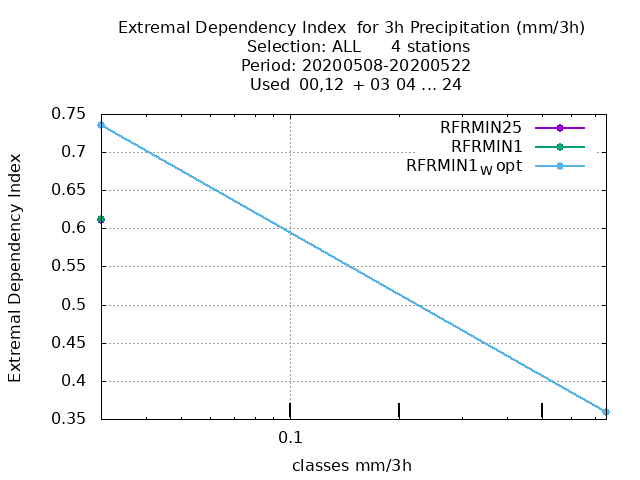 Extremal Dependency Index  for 3h Precipitation (mm/3h)
Selection: ALL      4 stations
Period: 20200508-20200522
Used  00,12  + 03 04 ... 24
0.75
0.7
0.65
0.6
0.55
0.5
0.45
0.4
0.35
Extremal Dependency Index
RFRMIN25
RFRMIN1
RFRMIN1Wopt
0.1
classes mm/3h